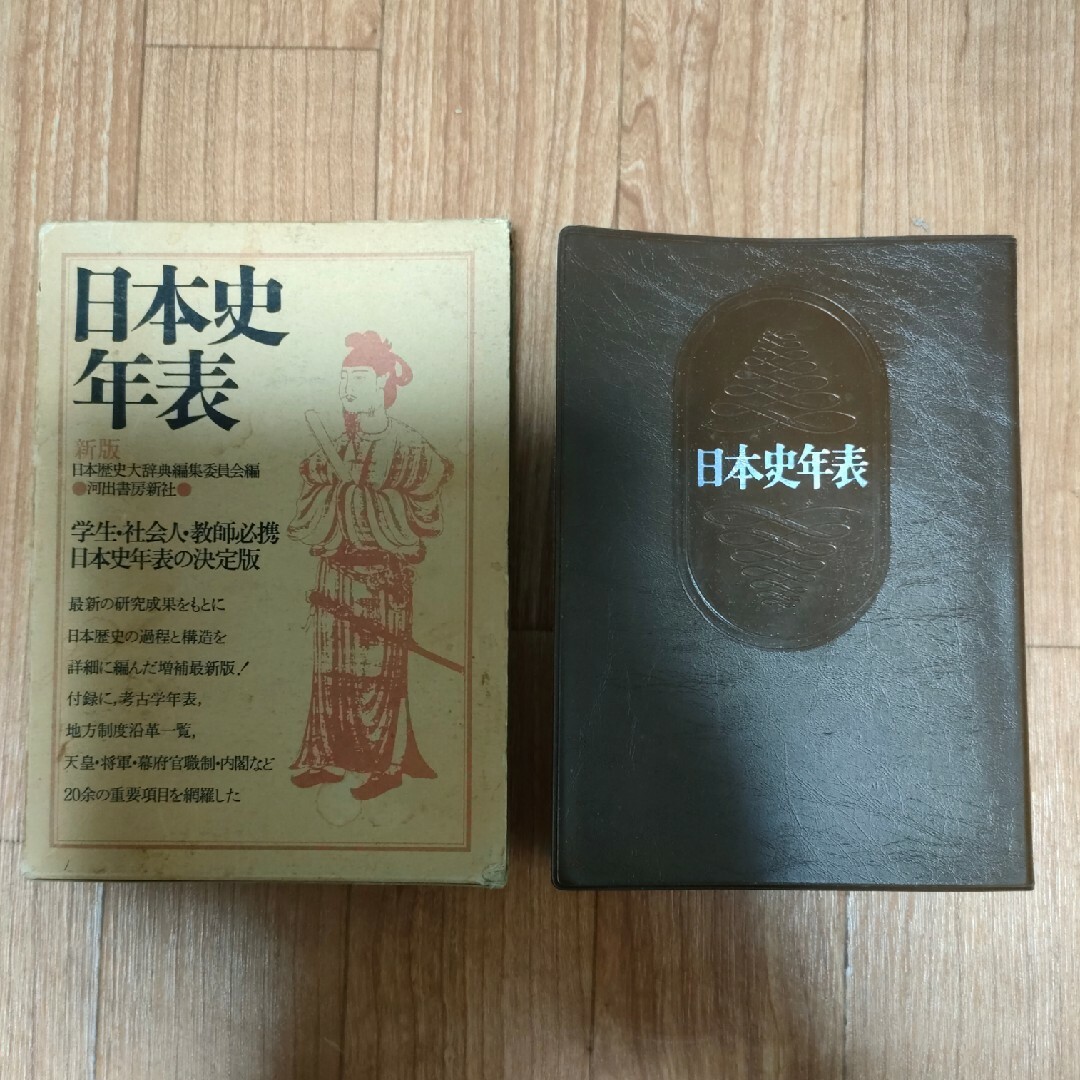 日本史
年表
新版
日本歴史大辞典編集委員会編
●河出書房新社●
学生・社会人・教師必携
日本史年表の決定版
最新の研究成果をもとに
日本歴史の過程と構造を
詳細に編んだ増補最新版!
付録に,考古学年表,
地方制度沿革一覧,
天皇・将軍・幕府官職制・内閣など
20余の重要項目を網羅した
日本史年表